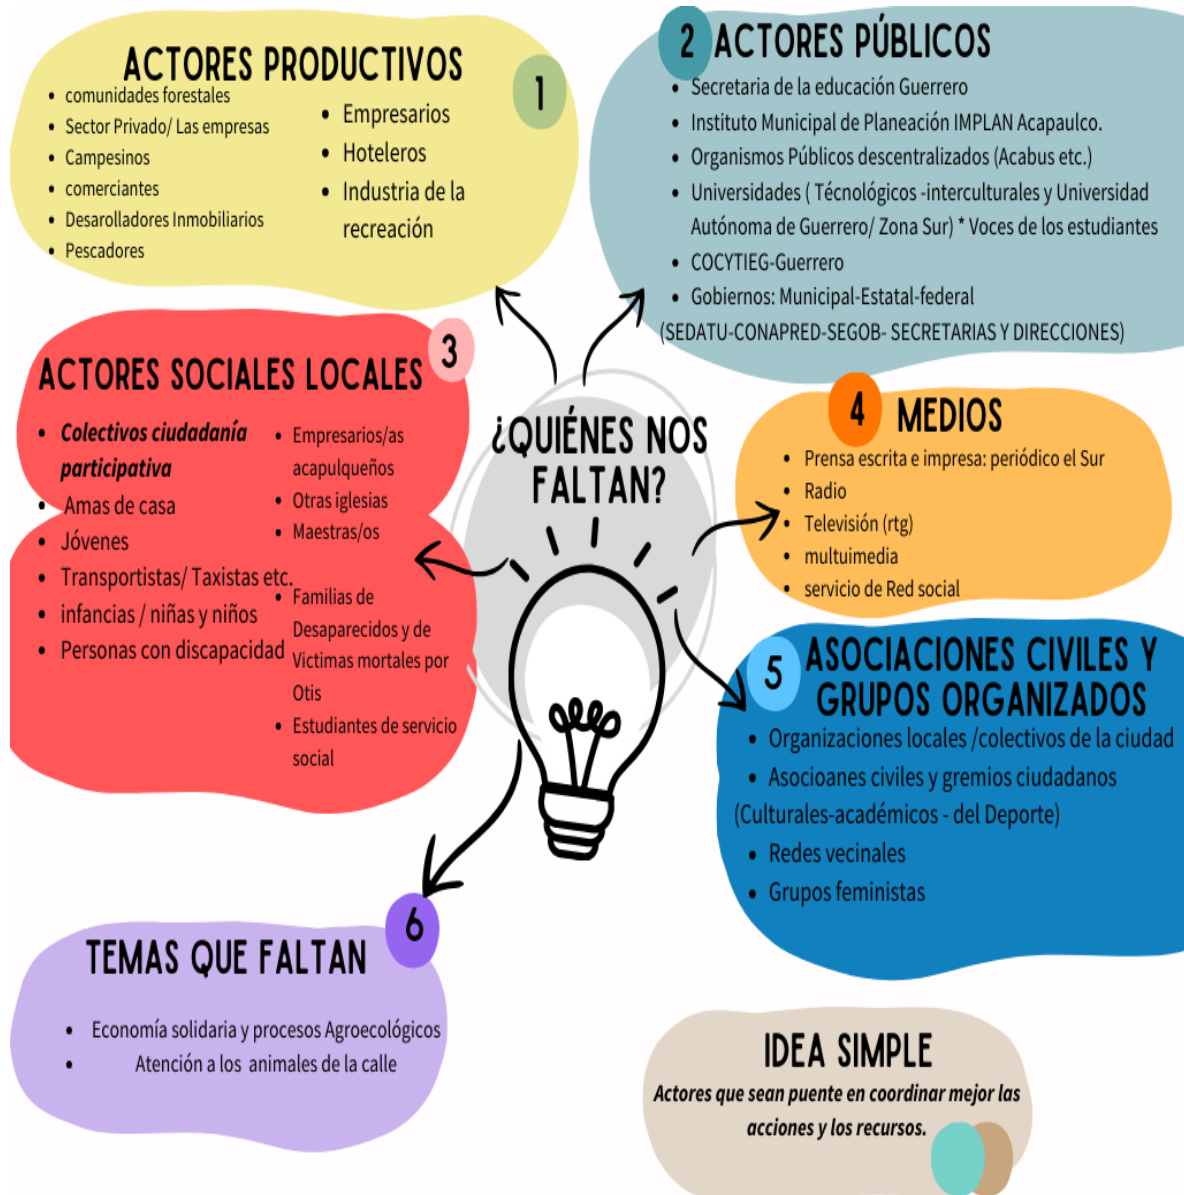 ACTORES PRODUCTIVOS
1
comunidades forestales
Sector Privado/ Las empresas
Campesinos
comerciantes
Desarolladores Inmobiliarios
Pescadores
Empresarios
Hoteleros
Industria de la
recreación
2 ACTORES PÚBLICOS
Secretaria de la educación Guerrero
Instituto Municipal de Planeación IMPLAN Acapaulco.
Organismos Públicos descentralizados (Acabus etc.)
Universidades ( Técnológicos -interculturales y Universidad
Autónoma de Guerrero/ Zona Sur) * Voces de los estudiantes
COCYTIEG-Guerrero
Gobiernos: Municipal-Estatal-federal
(SEDATU-CONAPRED-SEGOB- SECRETARIAS Y DIRECCIONES)
3
ACTORES SOCIALES LOCALES
Colectivos ciudadanía
participativa
Amas de casa
Jóvenes
Transportistas/ Taxistas etc.
infancias / niñas y niños
Personas con discapacidad
Empresarios/as
acapulqueños
Otras iglesias
Maestras/os
Familias de
Desaparecidos y de
Victimas mortales por
Otis
Estudiantes de servicio
social
¿QUIÉNES NOS
FALTAN?
4 MEDIOS
Prensa escrita e impresa: periódico el Sur
Radio
Televisión (rtg)
multuimedia
servicio de Red social
5
ASOCIACIONES CIVILES Y
GRUPOS ORGANIZADOS
Organizaciones locales /colectivos de la ciudad
Asocioanes civiles y gremios ciudadanos
(Culturales-académicos - del Deporte)
Redes vecinales
Grupos feministas
6
TEMAS QUE FALTAN
Economía solidaria y procesos Agroecológicos
Atención a los animales de la calle
IDEA SIMPLE
Actores que sean puente en coordinar mejor las
acciones y los recursos.